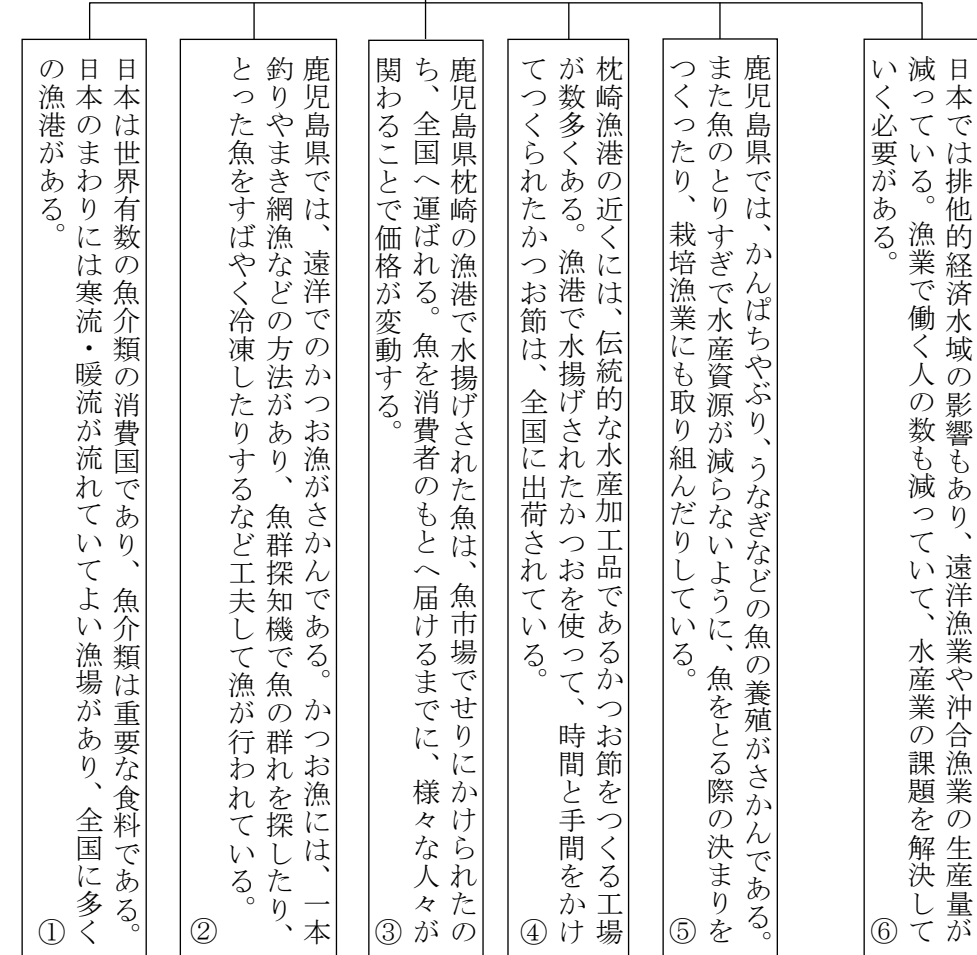 日本は世界有数の魚介類の消費国であり、魚介類は重要な食料である。
日本のまわりには寒流・暖流が流れていてよい漁場があり、全国に多く
の漁港がある。
①
鹿児島県では、遠洋でのかつお漁がさかんである。かつお漁には、一本
釣りやまき網漁などの方法があり、魚群探知機で魚の群れを探したり、
とった魚をすばやく冷凍したりするなど工夫して漁が行われている。
②
鹿児島県枕崎の漁港で水揚げされた魚は、魚市場でせりにかけられたの
ち、全国へ運ばれる。魚を消費者のもとへ届けるまでに、様々な人々が
関わることで価格が変動する。
③
枕崎漁港の近くには、伝統的な水産加工品であるかつお節をつくる工場
が数多くある。漁港で水揚げされたかつおを使って、時間と手間をかけ
てつくられたかつお節は、全国に出荷されている。
④
鹿児島県では、かんぱちやぶり、うなぎなどの魚の養殖がさかんである。
また魚のとりすぎで水産資源が減らないように、魚をとる際の決まりを
つくったり、栽培漁業にも取り組んだりしている。
⑤
日本では排他的経済水域の影響もあり、遠洋漁業や沖合漁業の生産量が
減っている。漁業で働く人の数も減っていて、水産業の課題を解決して
いく必要がある。
⑥